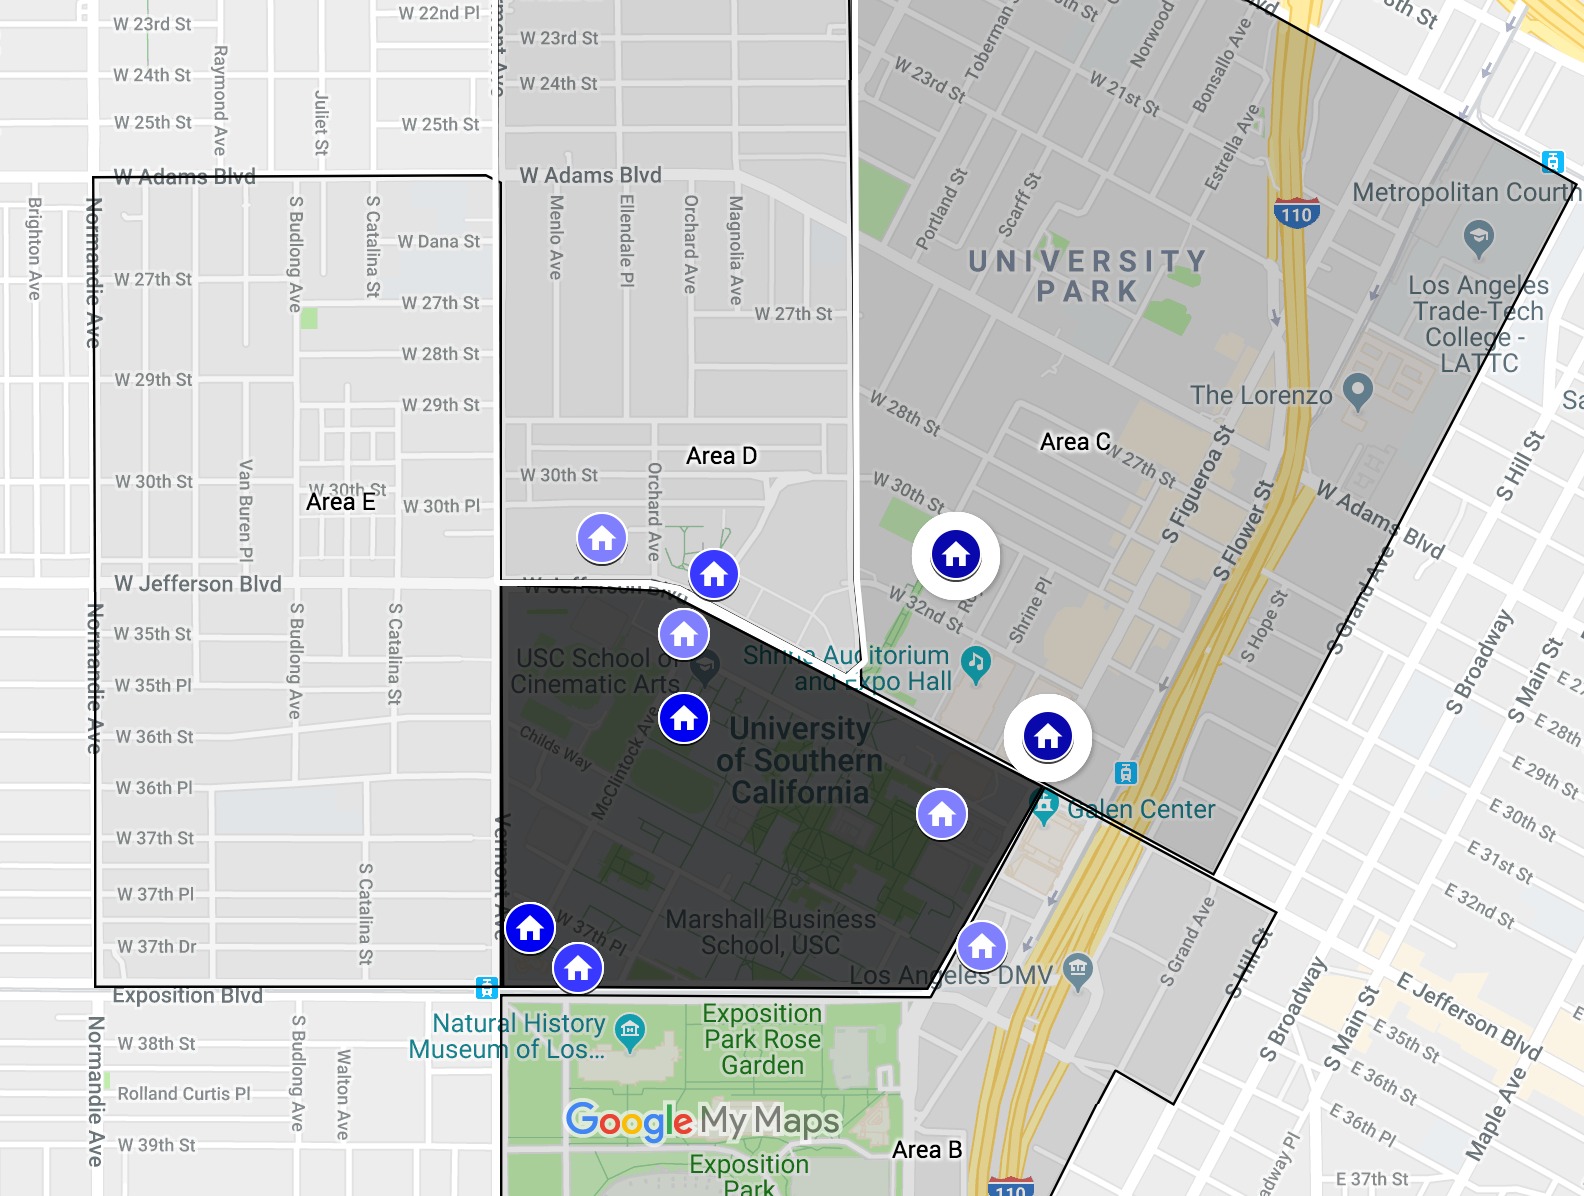 W 22nd Pl
W 23rd St
W 23rd St
W 24th St
W 24th St
W 25th St
W 25th St
Raymond Ave
Juliet St
mont Ave
Toberman S
Norwood
Bonsallo Ave
Estrella Ave
W 23rd St
W 21st St
W Adams Blvd
W Adams Blvd
Brighton Ave
Normandie Ave
S Budlong Ave
S Catalina St
W Dana St
Menlo Ave
Ellendale Pl
Orchard Ave
Magnolia Ave
Portland St
Scarff St
110
Metropolitan Courth
W 27th St
W 27th St
W 27th St
UNIVERSITY
PARK
Los Angeles
Trade-Tech
College -
LATTC
W 28th St
W 29th St
W 29th St
W 28th St
The Lorenzo
Area C
W 27th St
Area D
S Figueroa St
S Flower St
S Hill St
W 30th St
Van Buren Pl
W 30th St
Area E
W 30th Pl
W 30th St
Orchard Ave
W 30th St
W Adams Blvd
S Grand Ave
W Jefferson Blvd
W Jefferson Blvd
W 32nd St
Shrine Pl
S Hope St
S Broadway
S Main St
Normandie Ave
S Budlong Ave
S Catalina St
W 35th St
W 35th Pl
W 36th St
W 36th Pl
W 37th St
W 37th Pl
W 37th Dr
S Catalina St
Vermont Ave
USC School of
Cinematic Arts
Shrine Auditorium
and Expo Hall
McClintock Ave
Childs Way
University
of Southern
California
Galen Center
E 27
E 28th
E 29th St
E 30th St
E 31st St
E 32nd St
W 37th Pl
Marshall Business
School, USC
Los Angeles DMV
S Grand Ave
S Hill St
S Broadway
S Main St
E Jefferson Blvd
E 35th St
E 36th St
E 36th Pl
E 37th St
Maple Ave
adway Pl
Exposition Blvd
Natural History
Museum of Los...
Exposition
Park Rose
Garden
Normandie Ave
W 38th St
Rolland Curtis Pl
W 39th St
S Budlong Ave
Walton Ave
Google My Maps
Area B
Exposition
Park
110